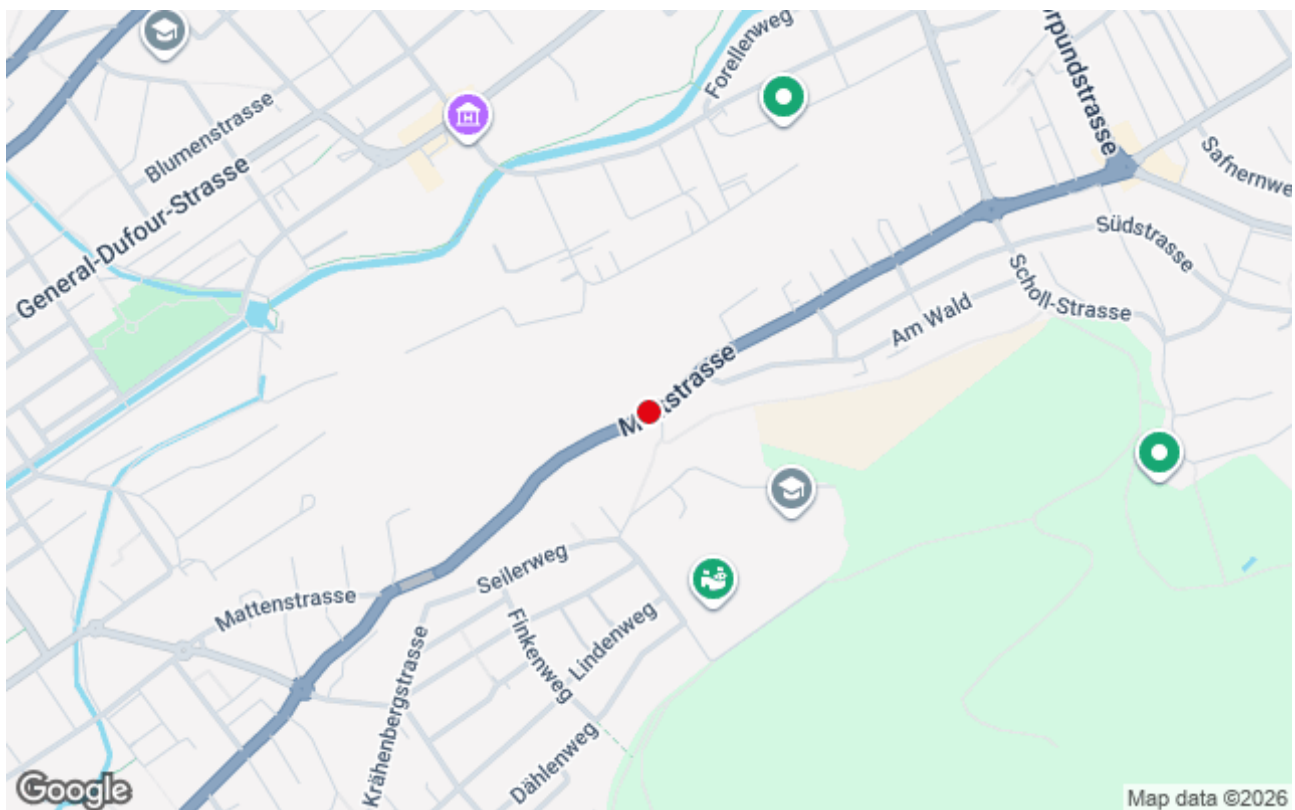 Forellenweg
Blumenstrasse
General-Dufour-Strasse
Safnernwe
Südstrasse
Scholl-Strasse
Am Wald
Seilerweg
Mattenstrasse
Finkenweg
Lindenweg
Krähenbergstrasse
Dählenweg
Google
Map data ©2026